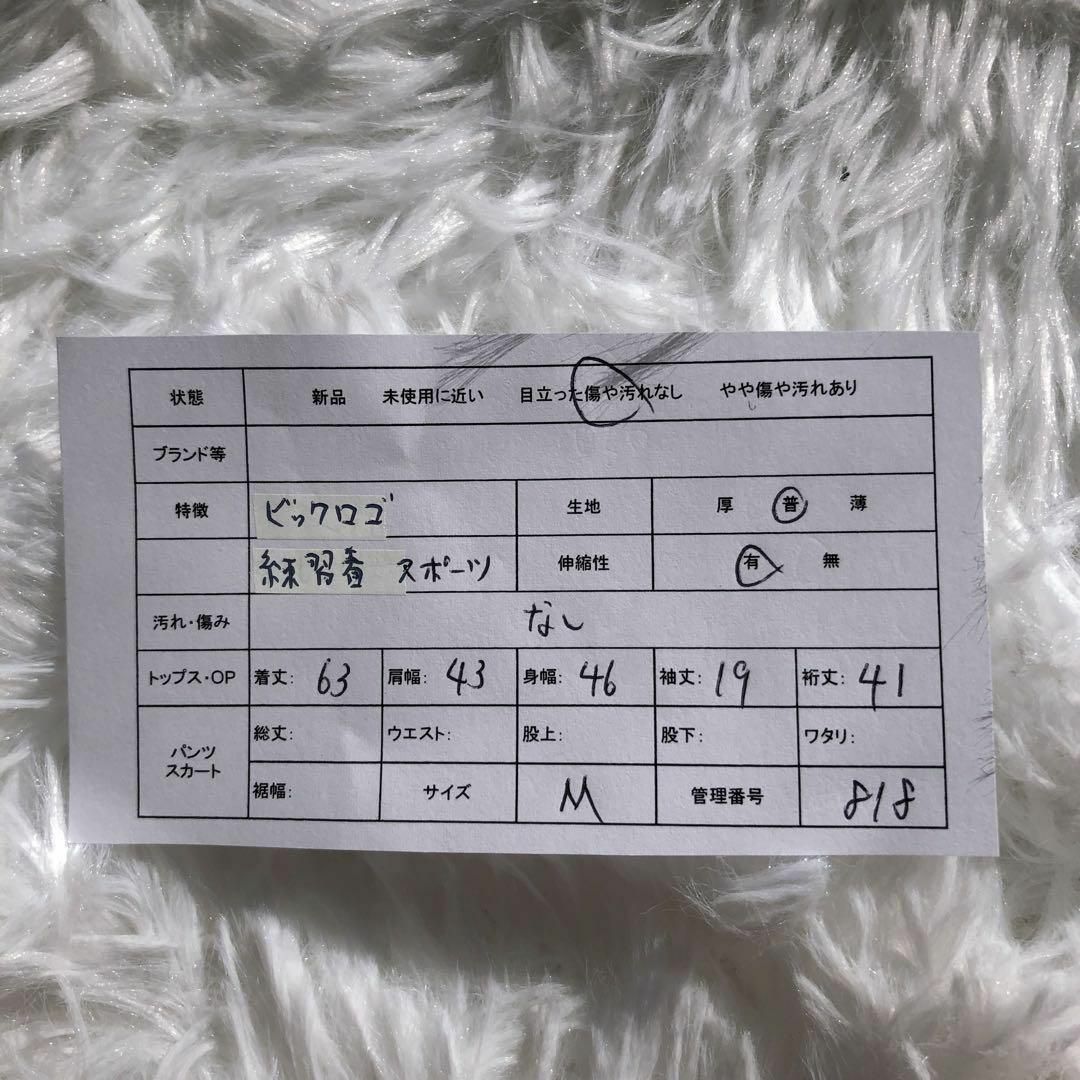 状態 新品 未使用に近い 目立った傷や汚れなし やや傷や汚れあり
ブランド等
特徴 ビックロゴ 生地 厚 普 薄
練習着 スポーツ 伸縮性 有 無
汚れ・傷み なし
トップス・OP 着丈: 63 肩幅: 43 身幅: 46 袖丈: 19 裄丈: 41
パンツ スカート 総丈: ウエスト: 股上: 股下: ワタリ:
裾幅: サイズ M 管理番号 818